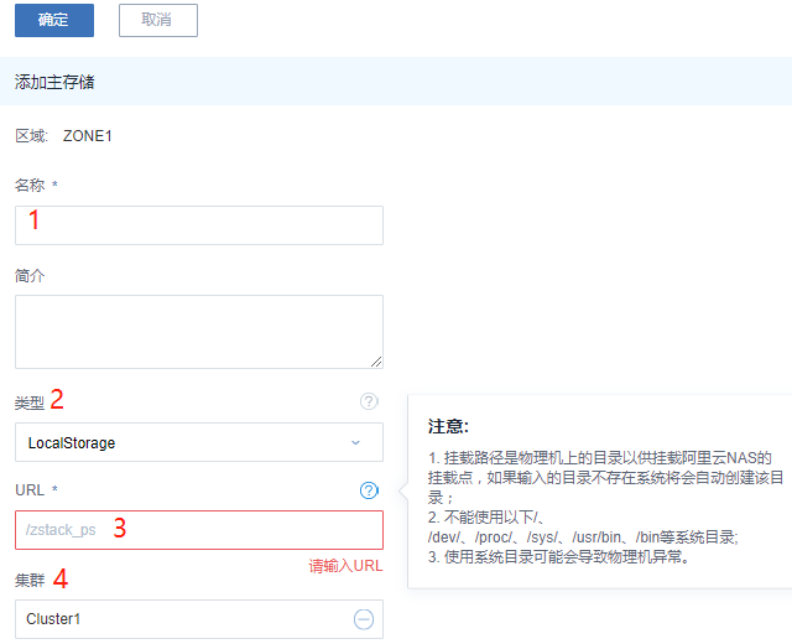 确定 取消
添加主存储
区域: ZONE1
名称 *
1
简介
类型 2
LocalStorage
URL *
/zstack_ps 3
请输入URL
集群 4
Cluster1
注意:
1. 挂载路径是物理机上的目录以供挂载阿里云NAS的
挂载点，如果输入的目录不存在系统将会自动创建该目
录；
2. 不能使用以下/、
/dev/、/proc/、/sys/、/usr/bin、/bin等系统目录;
3. 使用系统目录可能会导致物理机异常。